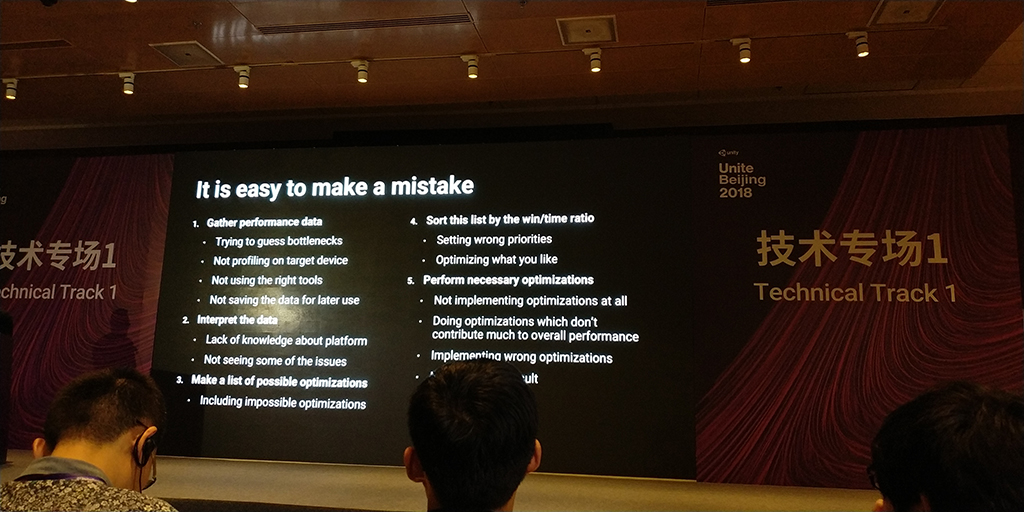 It is easy to make a mistake
1. Gather performance data
• Trying to guess bottlenecks
• Not profiling on target device
• Not using the right tools
• Not saving the data for later use
2. Interpret the data
• Lack of knowledge about platform
• Not seeing some of the issues
3. Make a list of possible optimizations
• Including impossible optimizations
4. Sort this list by the win/time ratio
• Setting wrong priorities
• Optimizing what you like
5. Perform necessary optimizations
• Not implementing optimizations at all
• Doing optimizations which don't
contribute much to overall performance
• Implementing wrong optimizations
unity
Unite
Beijing
2018
技术专场1
Technical Track 1
技术专场1
Technical Track 1